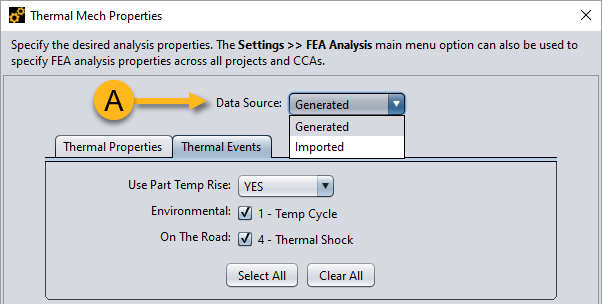 Thermal Mech Properties
Specify the desired analysis properties. The Settings >> FEA Analysis main menu option can also be used to
specify FEA analysis properties across all projects and CCAs.
A
Data Source: Generated
Generated
Imported
Thermal Properties Thermal Events
Use Part Temp Rise: YES
Environmental: 1 - Temp Cycle
On The Road: 4 - Thermal Shock
Select All Clear All